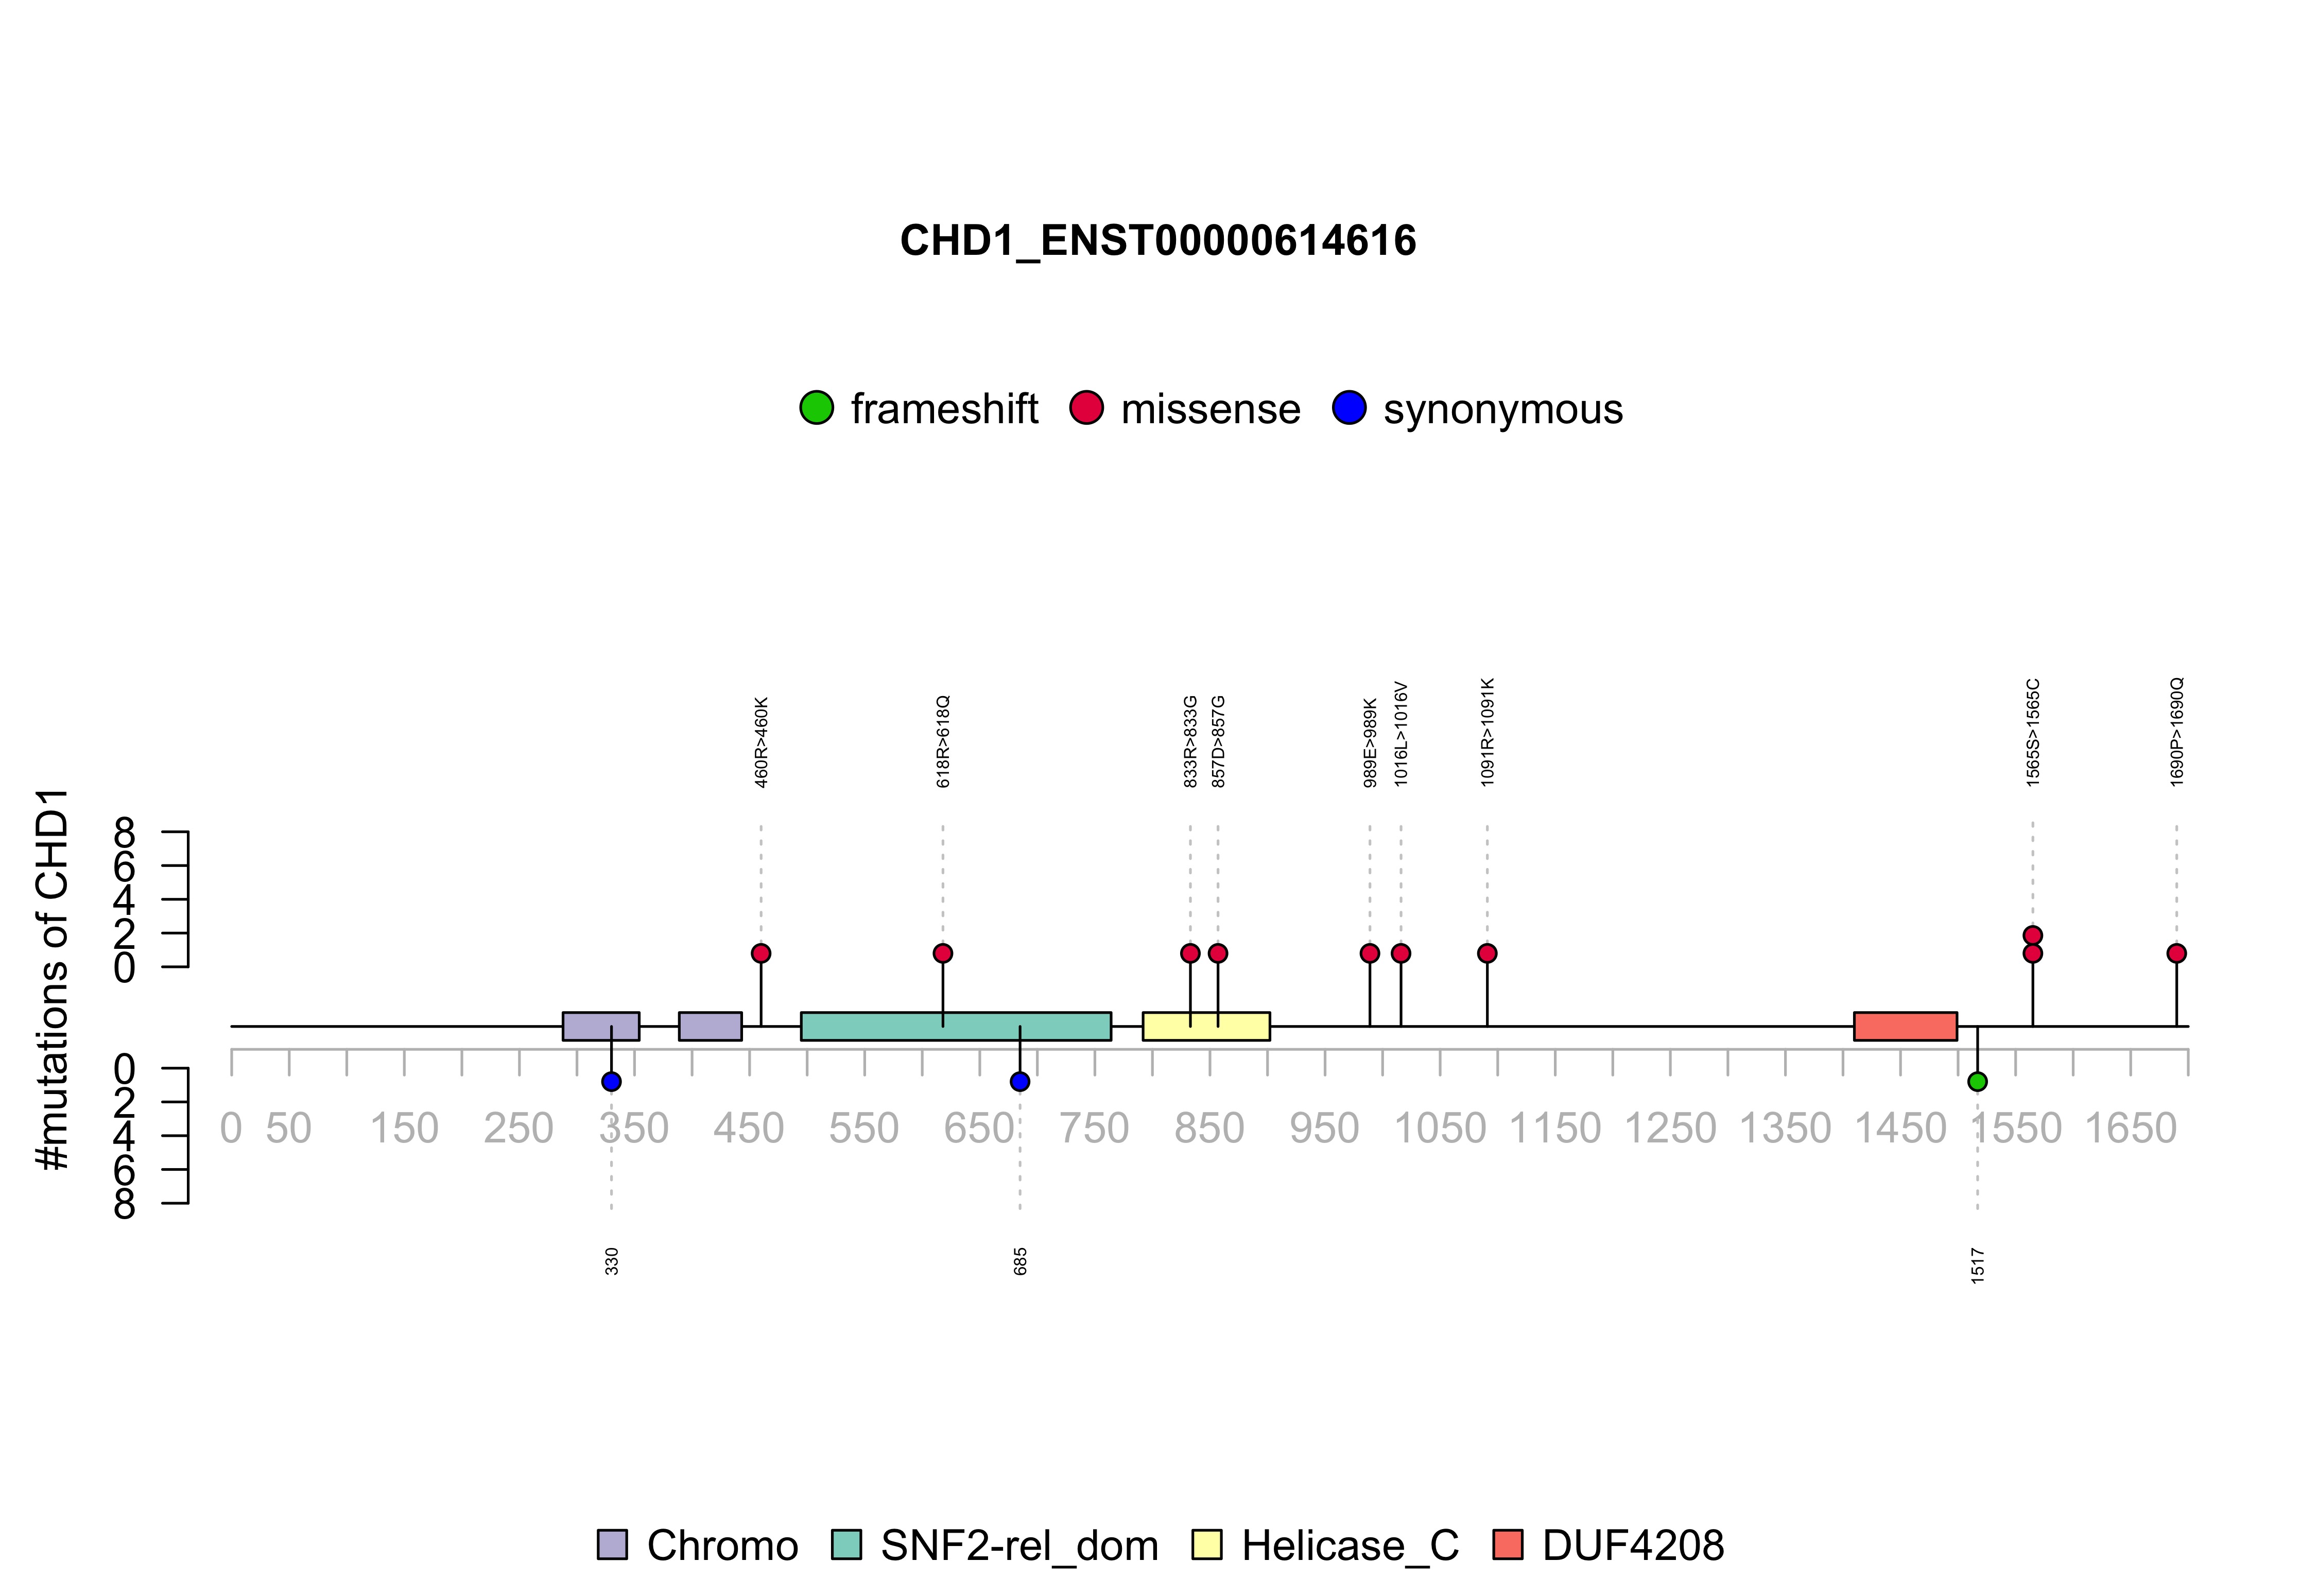 CHD1_ENST00000614616
frameshift missense synonymous
460R>460K
618R>618Q
833R>833G
857D>857G
989E>989K
1016L>1016V
1091R>1091K
1565S>1565C
1690P>1690Q
#mutations of CHD1
8
6
4
2
0
0
2
4
6
8
0 50 150 250 350 450 550 650 750 850 950 1050 1150 1250 1350 1450 1550 1650
330
685
1517
Chromo SNF2-rel_dom Helicase_C DUF4208